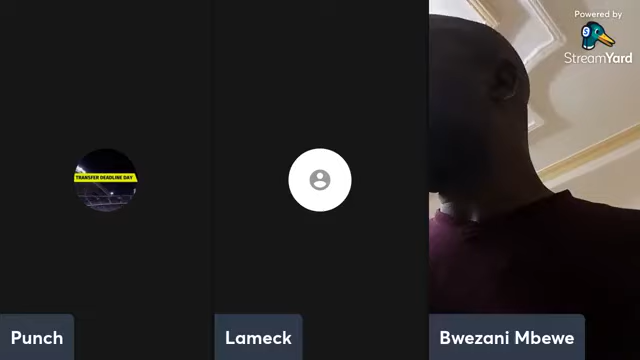 Powered by
StreamYard
TRANSFER DEADLINE DAY
Punch
Lameck
Bwezani Mbewe